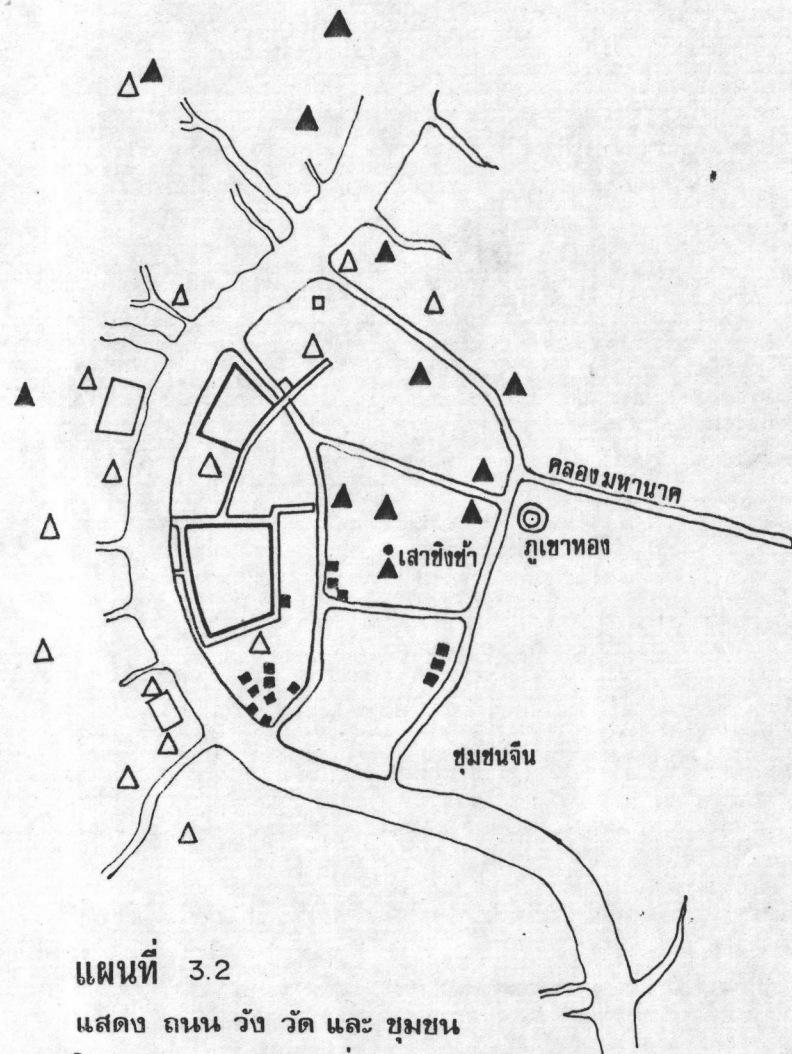 คลองมหานาค
เสาชิงช้า
ภูเขาทอง
ชุมชนจีน
แผนที่ 3.2
แสดง ถนน วัง วัด และ ชุมชน